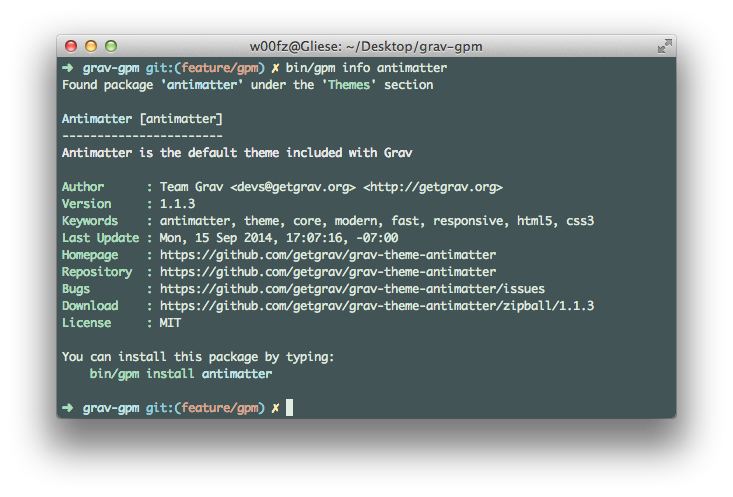 w00fz@Gliese: ~/Desktop/grav-gpm
➜ grav-gpm git:(feature/gpm) ✗ bin/gpm info antimatter
Found package 'antimatter' under the 'Themes' section
Antimatter [antimatter]
-----------------------
Antimatter is the default theme included with Grav
Author : Team Grav <devs@getgrav.org> <http://getgrav.org>
Version : 1.1.3
Keywords : antimatter, theme, core, modern, fast, responsive, html5, css3
Last Update : Mon, 15 Sep 2014, 17:07:16, -07:00
Homepage : https://github.com/getgrav/grav-theme-antimatter
Repository : https://github.com/getgrav/grav-theme-antimatter
Bugs : https://github.com/getgrav/grav-theme-antimatter/issues
Download : https://github.com/getgrav/grav-theme-antimatter/zipball/1.1.3
License : MIT
You can install this package by typing:
bin/gpm install antimatter
➜ grav-gpm git:(feature/gpm) ✗